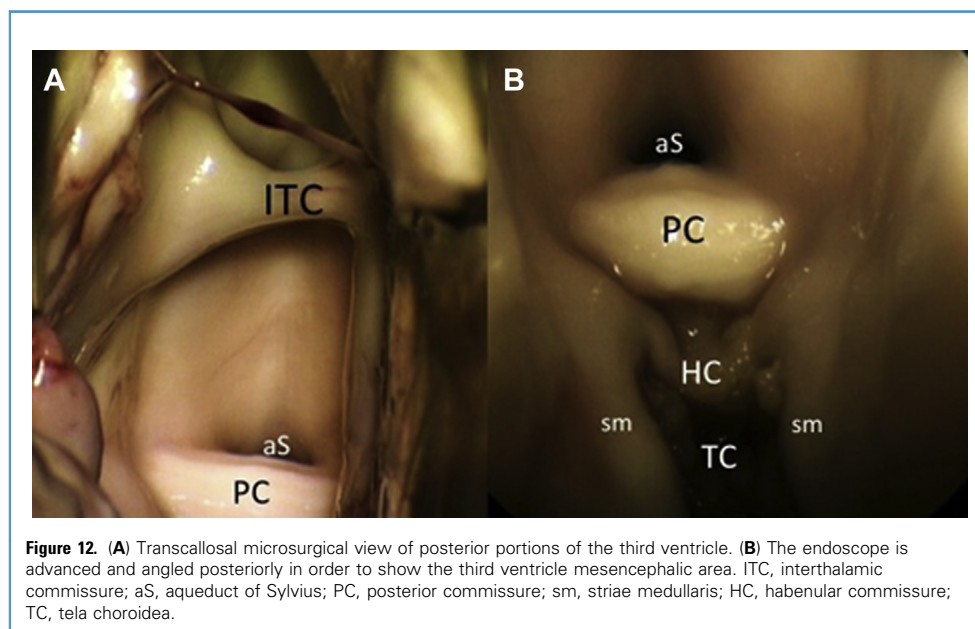 A
B
ITC
aS
PC
aS
PC
HC
sm
sm
TC
Figure 12. (A) Transcallosal microsurgical view of posterior portions of the third ventricle. (B) The endoscope is
advanced and angled posteriorly in order to show the third ventricle mesencephalic area. ITC, interthalamic
commissure; aS, aqueduct of Sylvius; PC, posterior commissure; sm, striae medullaris; HC, habenular commissure;
TC, tela choroidea.